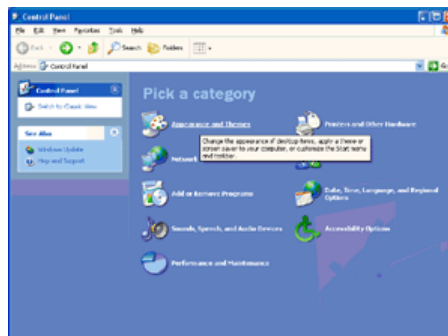 Control Panel
File Edit View Favorites Tools Help
Back Search Folders
Address Control Panel Go
Control Panel
Switch to Classic View
See Also
Windows Update
Help and Support
Pick a category
Appearance and Themes
Printers and Other Hardware
Change the appearance of desktop items, apply a theme or
screen saver to your computer, or customize the Start menu
and taskbar.
Network
Add or Remove Programs
Date, Time, Language, and Regional
Options
Sounds, Speech, and Audio Devices
Accessibility Options
Performance and Maintenance